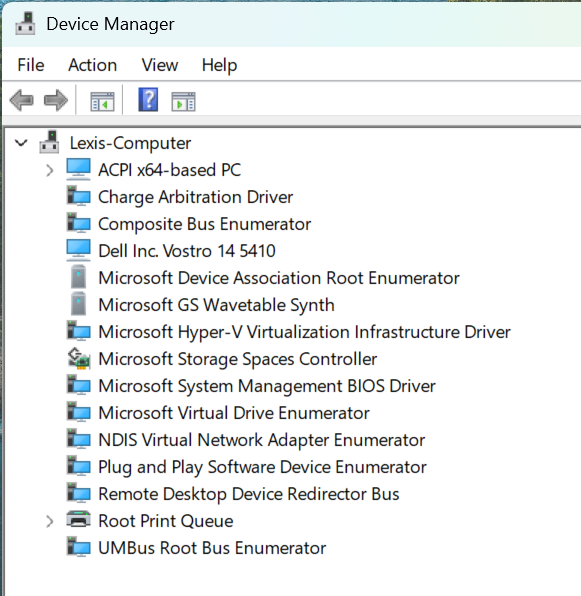 Device Manager
File Action View Help
?
Lexis-Computer
ACPI x64-based PC
Charge Arbitration Driver
Composite Bus Enumerator
Dell Inc. Vostro 14 5410
Microsoft Device Association Root Enumerator
Microsoft GS Wavetable Synth
Microsoft Hyper-V Virtualization Infrastructure Driver
Microsoft Storage Spaces Controller
Microsoft System Management BIOS Driver
Microsoft Virtual Drive Enumerator
NDIS Virtual Network Adapter Enumerator
Plug and Play Software Device Enumerator
Remote Desktop Device Redirector Bus
Root Print Queue
UMBus Root Bus Enumerator